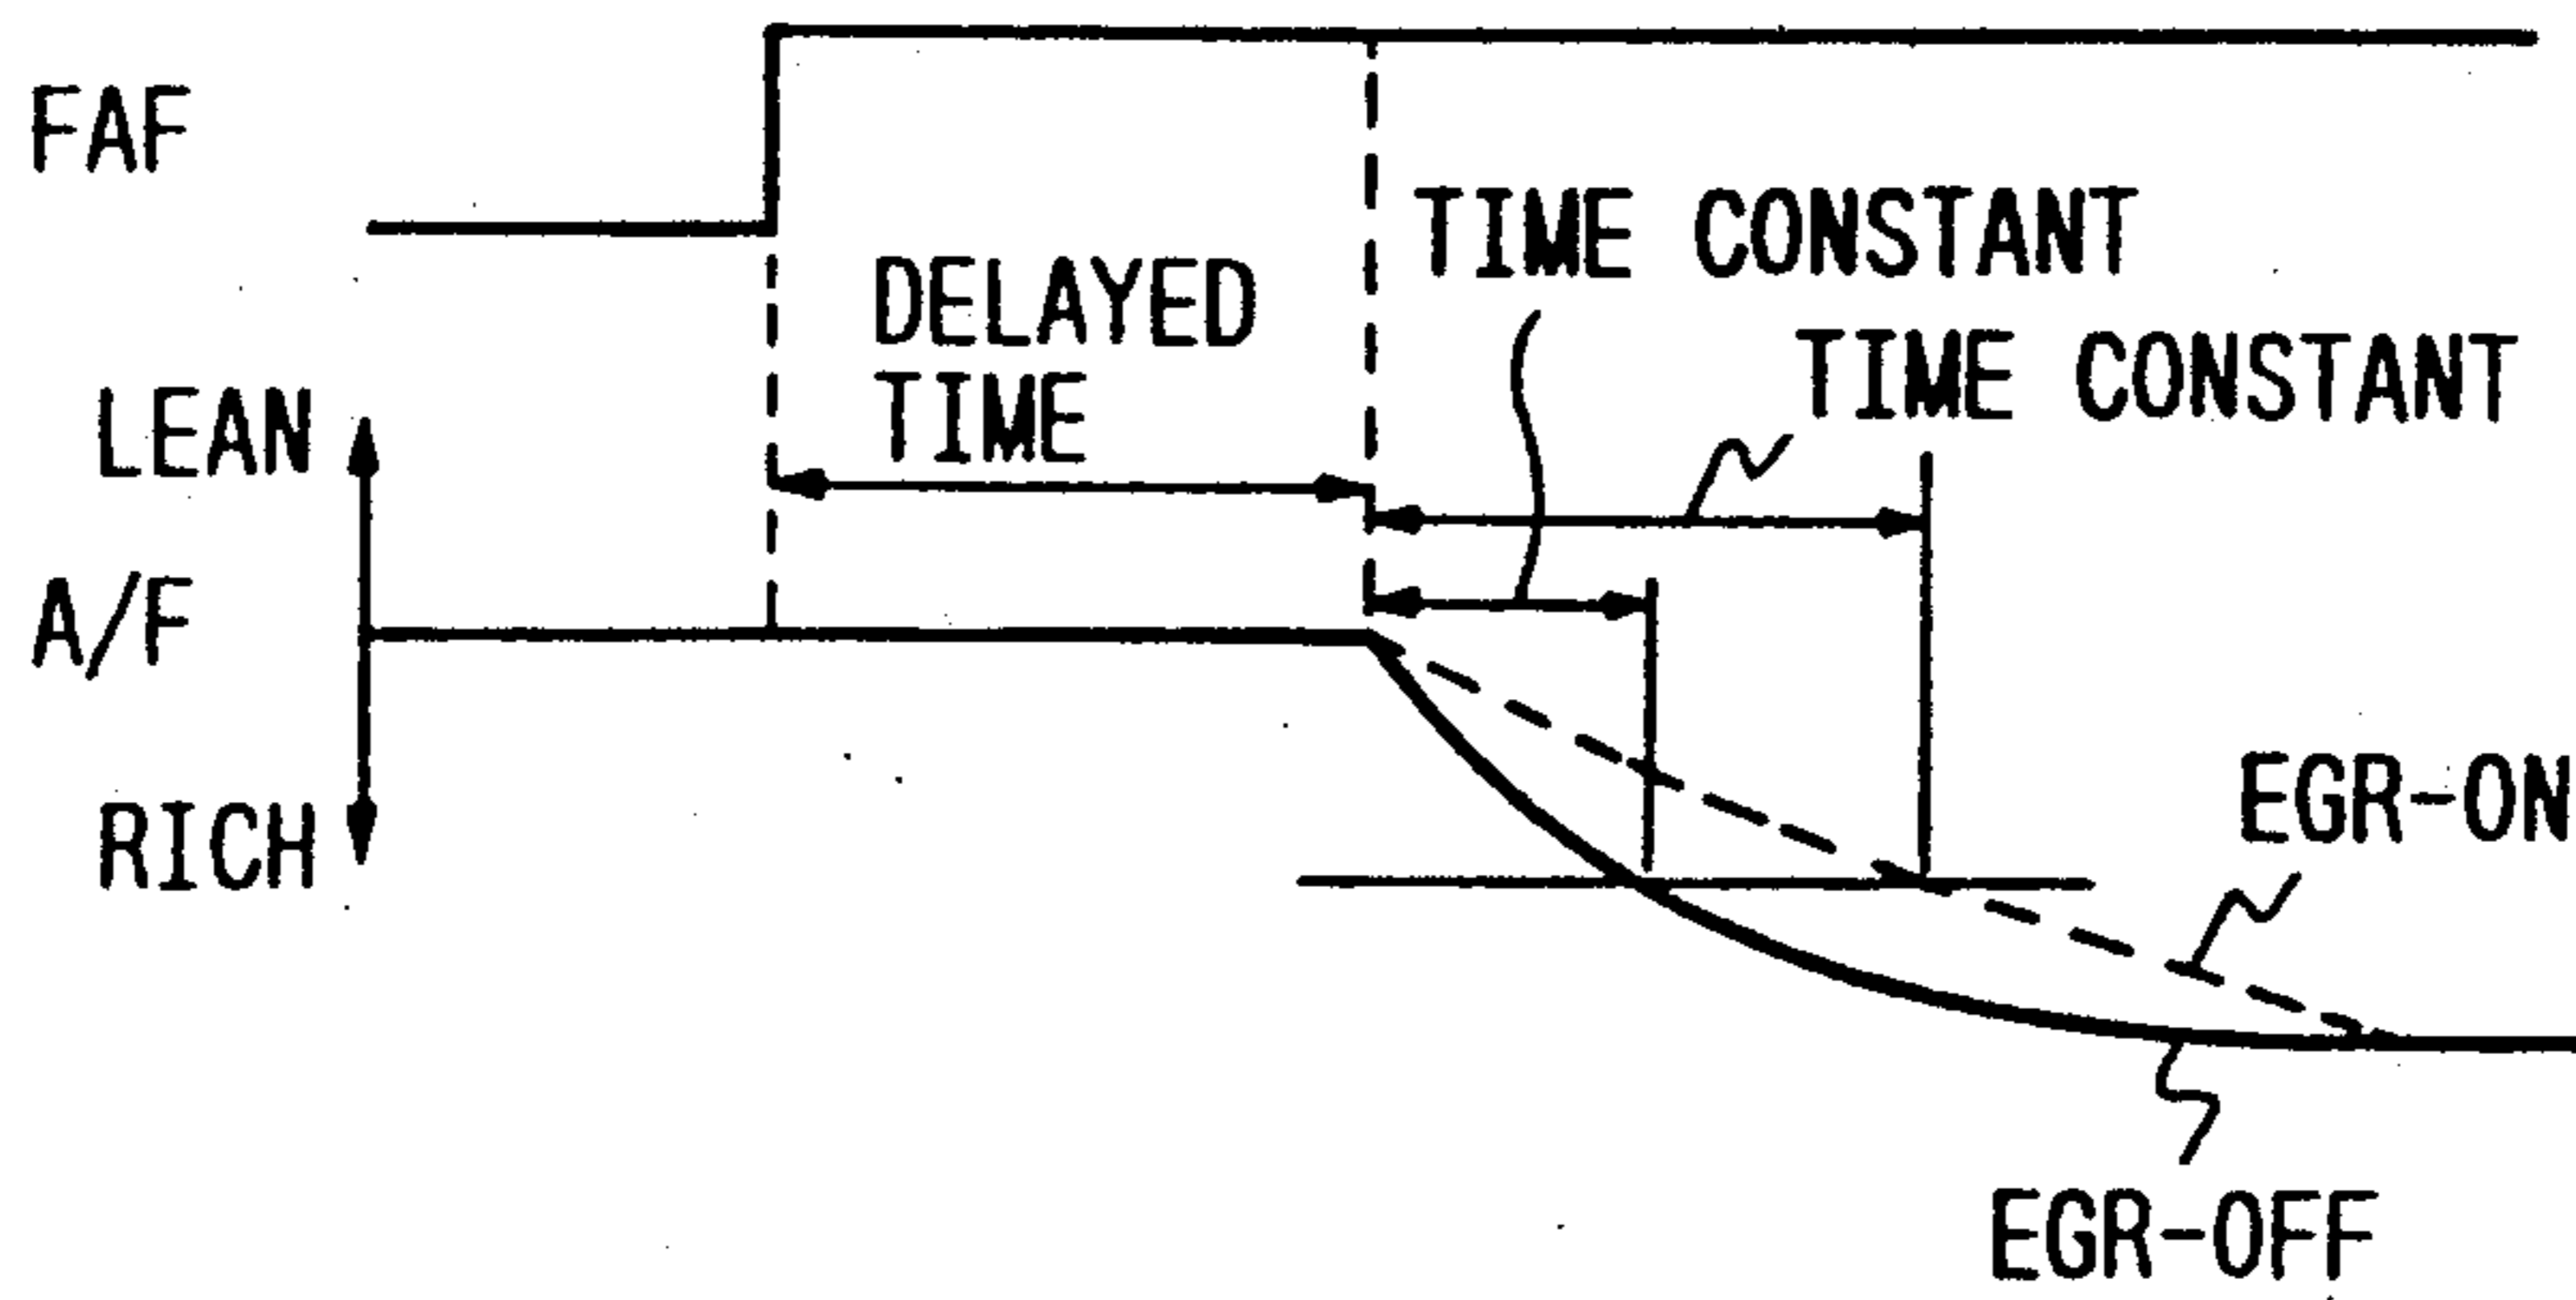 FAF
TIME CONSTANT
DELAYED
TIME
TIME CONSTANT
LEAN
A/F
RICH
EGR-ON
EGR-OFF